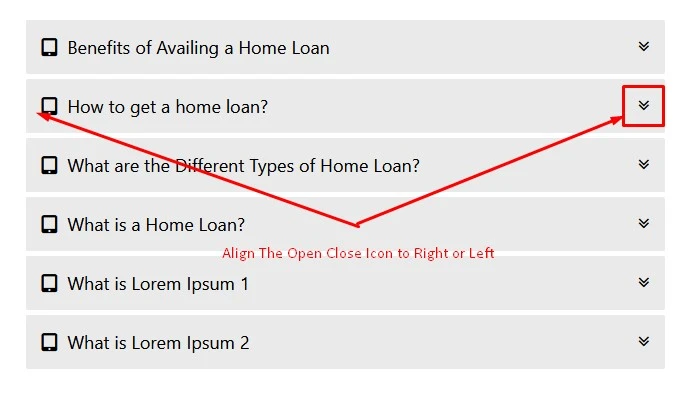 Benefits of Availing a Home Loan
How to get a home loan?
What are the Different Types of Home Loan?
What is a Home Loan?
Align The Open Close Icon to Right or Left
What is Lorem Ipsum 1
What is Lorem Ipsum 2